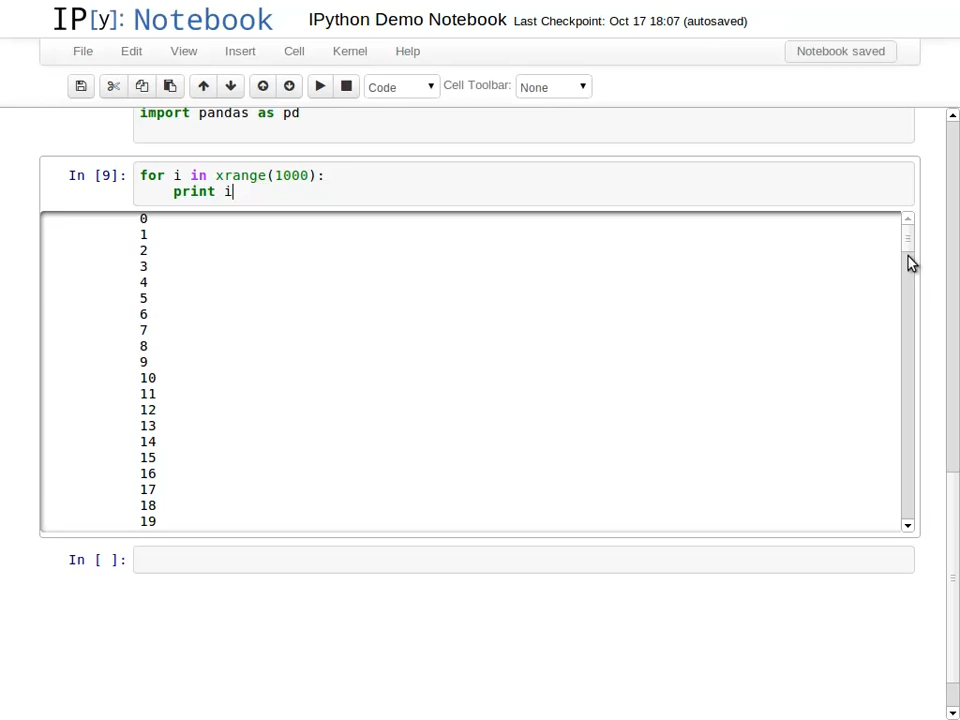 IP[y]: Notebook IPython Demo Notebook Last Checkpoint: Oct 17 18:07 (autosaved)
File Edit View Insert Cell Kernel Help Notebook saved
Code Cell Toolbar: None
import pandas as pd
In [9]: for i in xrange(1000):
print i
0
1
2
3
4
5
6
7
8
9
10
11
12
13
14
15
16
17
18
19
In [ ]: